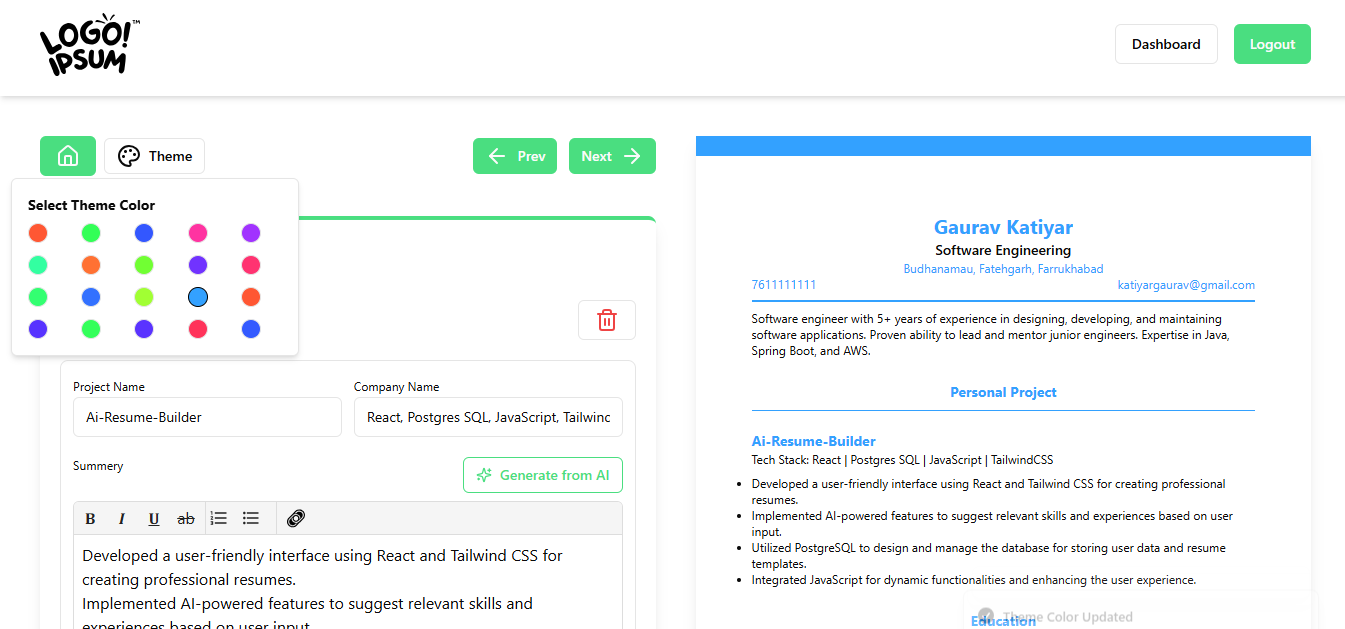 LOGO! IPSUM™
Dashboard
Logout
Theme
Prev
Next
Select Theme Color
Project Name
Company Name
Ai-Resume-Builder
React, Postgres SQL, JavaScript, Tailwinc
Summery
Generate from AI
B I U ab
Developed a user-friendly interface using React and Tailwind CSS for
creating professional resumes.
Implemented AI-powered features to suggest relevant skills and
experiences based on user input.
Gaurav Katiyar
Software Engineering
Budhanamau, Fatehgarh, Farrukhabad
7611111111
katiyargaurav@gmail.com
Software engineer with 5+ years of experience in designing, developing, and maintaining
software applications. Proven ability to lead and mentor junior engineers. Expertise in Java,
Spring Boot, and AWS.
Personal Project
Ai-Resume-Builder
Tech Stack: React | Postgres SQL | JavaScript | TailwindCSS
Developed a user-friendly interface using React and Tailwind CSS for creating professional
resumes.
Implemented AI-powered features to suggest relevant skills and experiences based on user
input.
Utilized PostgreSQL to design and manage the database for storing user data and resume
templates.
Integrated JavaScript for dynamic functionalities and enhancing the user experience.
Theme Color Updated
Education